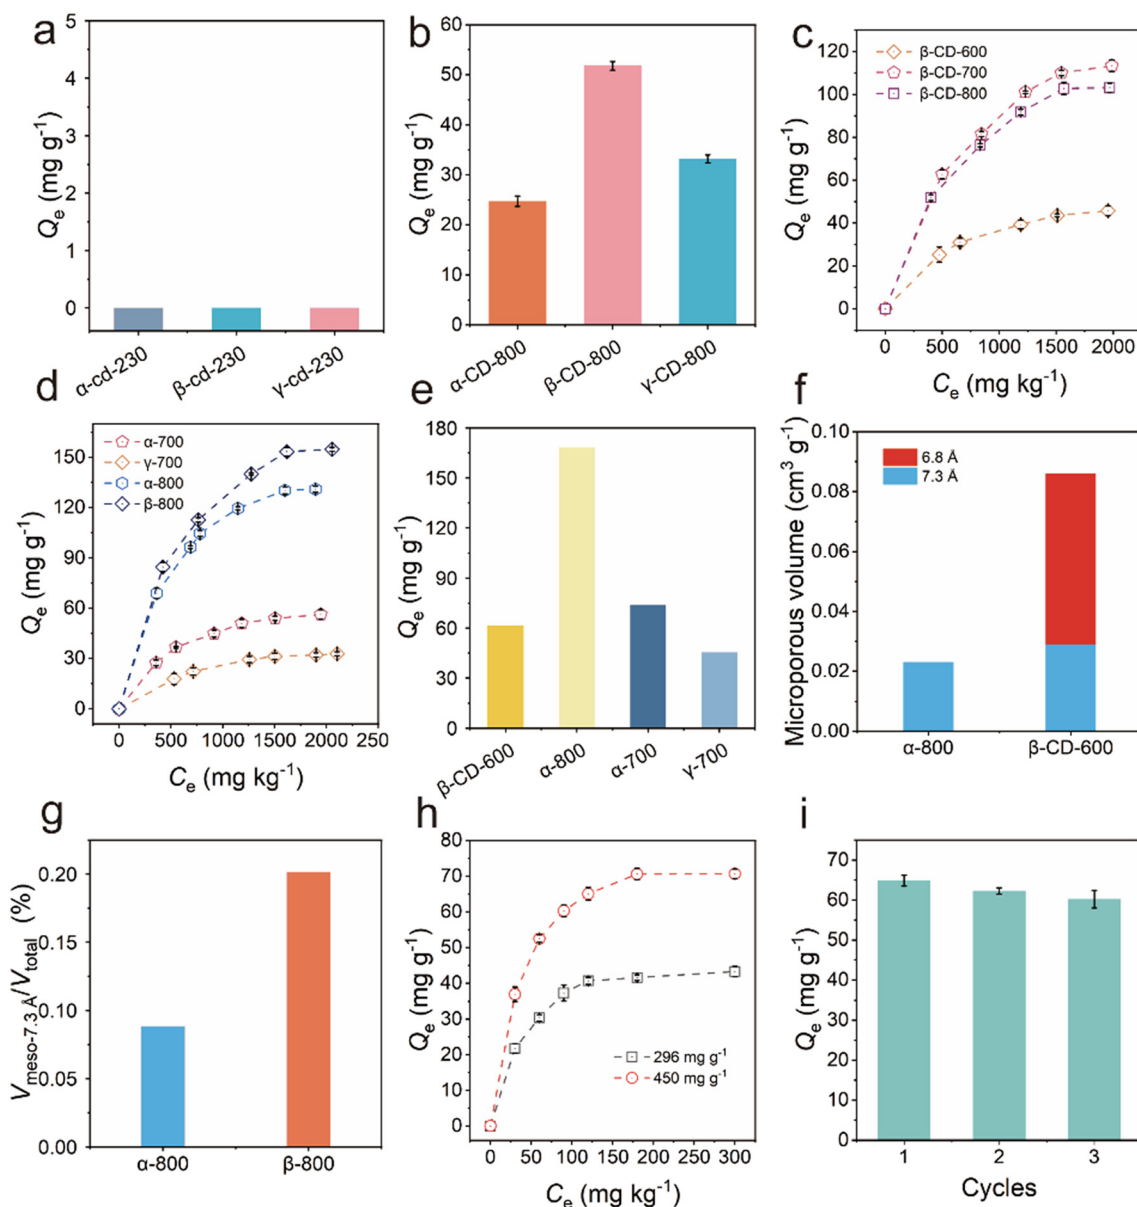 a
Qe (mg g-1)
5
4
3
2
1
0
α-cd-230
β-cd-230
γ-cd-230
b
Qe (mg g-1)
60
50
40
30
20
10
0
α-CD-800
β-CD-800
γ-CD-800
c
β-CD-600
β-CD-700
β-CD-800
Qe (mg g-1)
120
100
80
60
40
20
0
0 500 1000 1500 2000
Ce (mg kg-1)
d
α-700
γ-700
α-800
β-800
Qe (mg g-1)
150
120
90
60
30
0
0 500 1000 1500 2000 250
Ce (mg kg-1)
e
Qe (mg g-1)
180
150
120
90
60
30
0
β-CD-600
α-800
α-700
γ-700
f
6.8 Å
7.3 Å
Microporous volume (cm3 g-1)
0.10
0.08
0.06
0.04
0.02
0.00
α-800 β-CD-600
g
Vmeso-7.3 Å/Vtotal (%)
0.20
0.15
0.10
0.05
0.00
α-800 β-800
h
Qe (mg g-1)
80
70
60
50
40
30
20
10
0
296 mg g-1
450 mg g-1
0 50 100 150 200 250 300
Ce (mg kg-1)
i
Qe (mg g-1)
70
60
50
40
30
20
10
0
1 2 3
Cycles